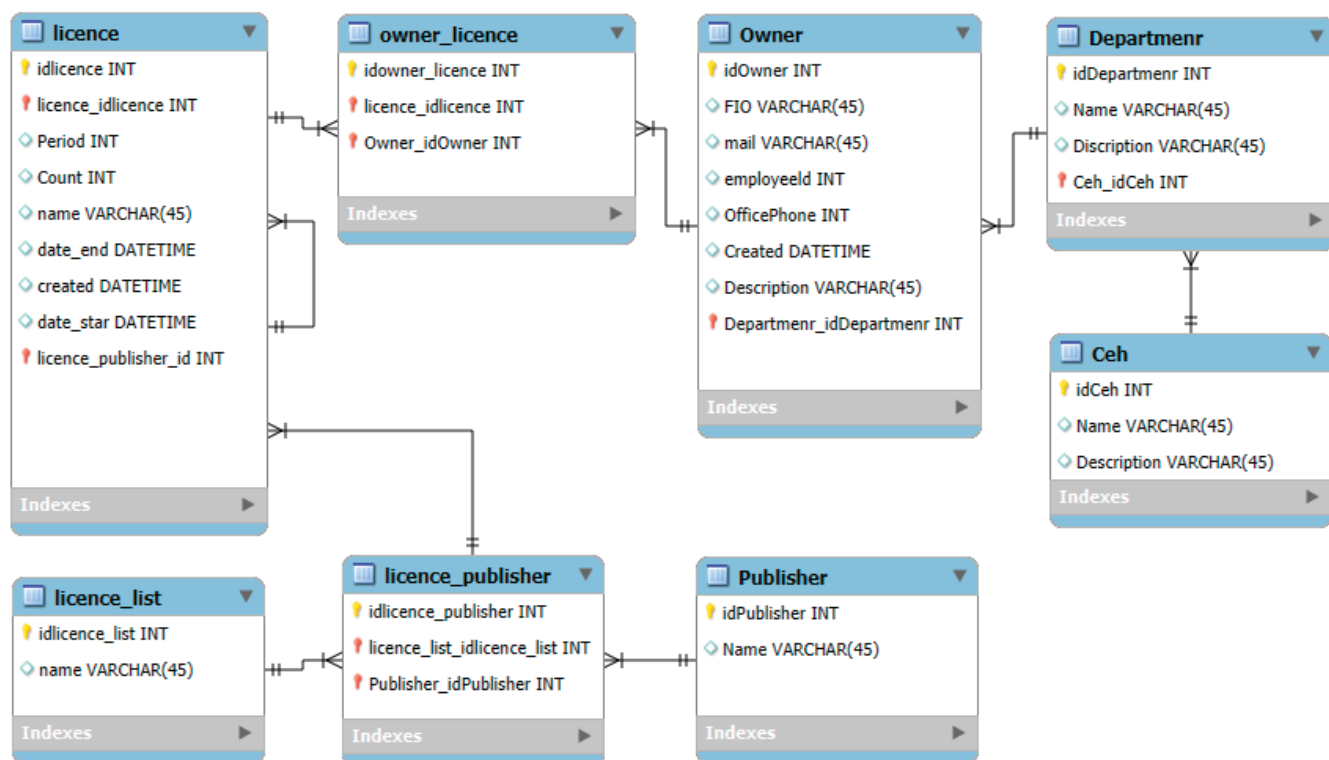 licence
idlicence INT
licence_idlicence INT
Period INT
Count INT
name VARCHAR(45)
date_end DATETIME
created DATETIME
date_star DATETIME
licence_publisher_id INT
Indexes
owner_licence
idowner_licence INT
licence_idlicence INT
Owner_idOwner INT
Indexes
Owner
idOwner INT
FIO VARCHAR(45)
mail VARCHAR(45)
employeeld INT
OfficePhone INT
Created DATETIME
Description VARCHAR(45)
Departmenr_idDepartmenr INT
Indexes
Departmenr
idDepartmenr INT
Name VARCHAR(45)
Discription VARCHAR(45)
Ceh_idCeh INT
Indexes
Ceh
idCeh INT
Name VARCHAR(45)
Description VARCHAR(45)
Indexes
licence_list
idlicence_list INT
name VARCHAR(45)
Indexes
licence_publisher
idlicence_publisher INT
licence_list_idlicence_list INT
Publisher_idPublisher INT
Indexes
Publisher
idPublisher INT
Name VARCHAR(45)
Indexes